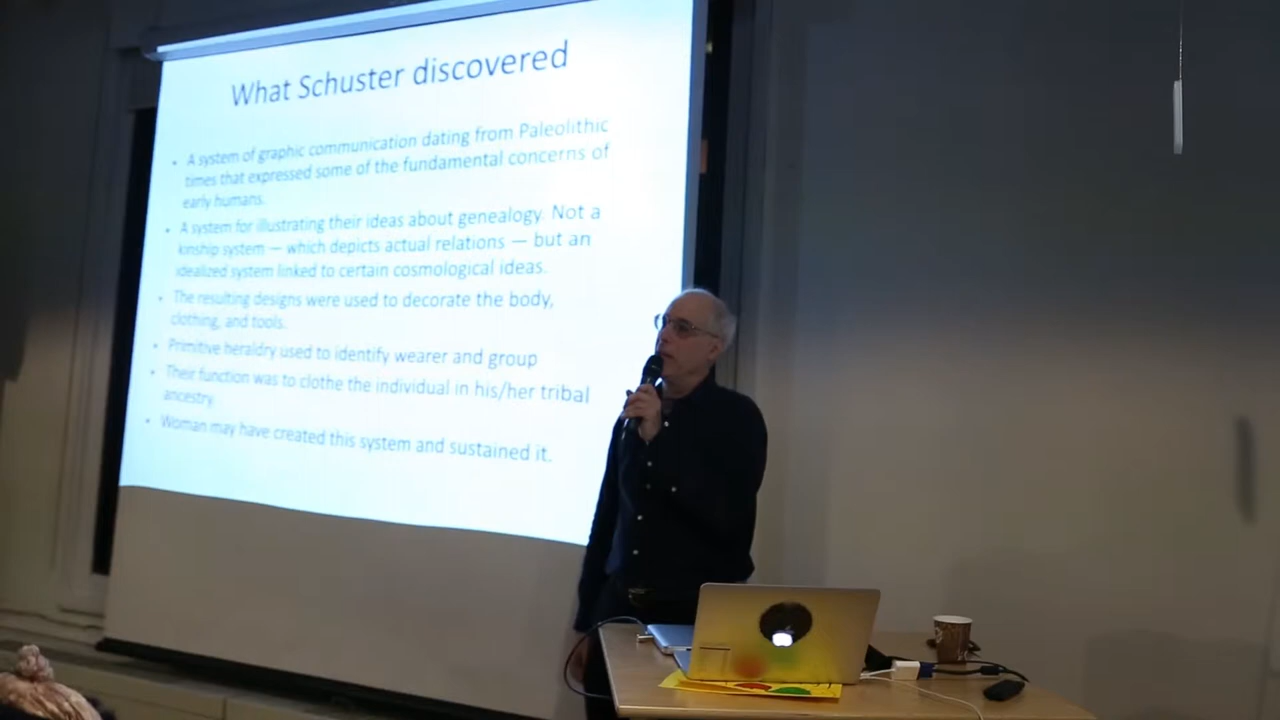 What Schuster discovered
• A system of graphic communication dating from Paleolithic
times that expressed some of the fundamental concerns of
early humans.
• A system for illustrating their ideas about genealogy. Not a
kinship system — which depicts actual relations — but an
idealized system linked to certain cosmological ideas.
• The resulting designs were used to decorate the body,
clothing, and tools.
• Primitive heraldry used to identify wearer and group
• Their function was to clothe the individual in his/her tribal
ancestry.
• Woman may have created this system and sustained it.